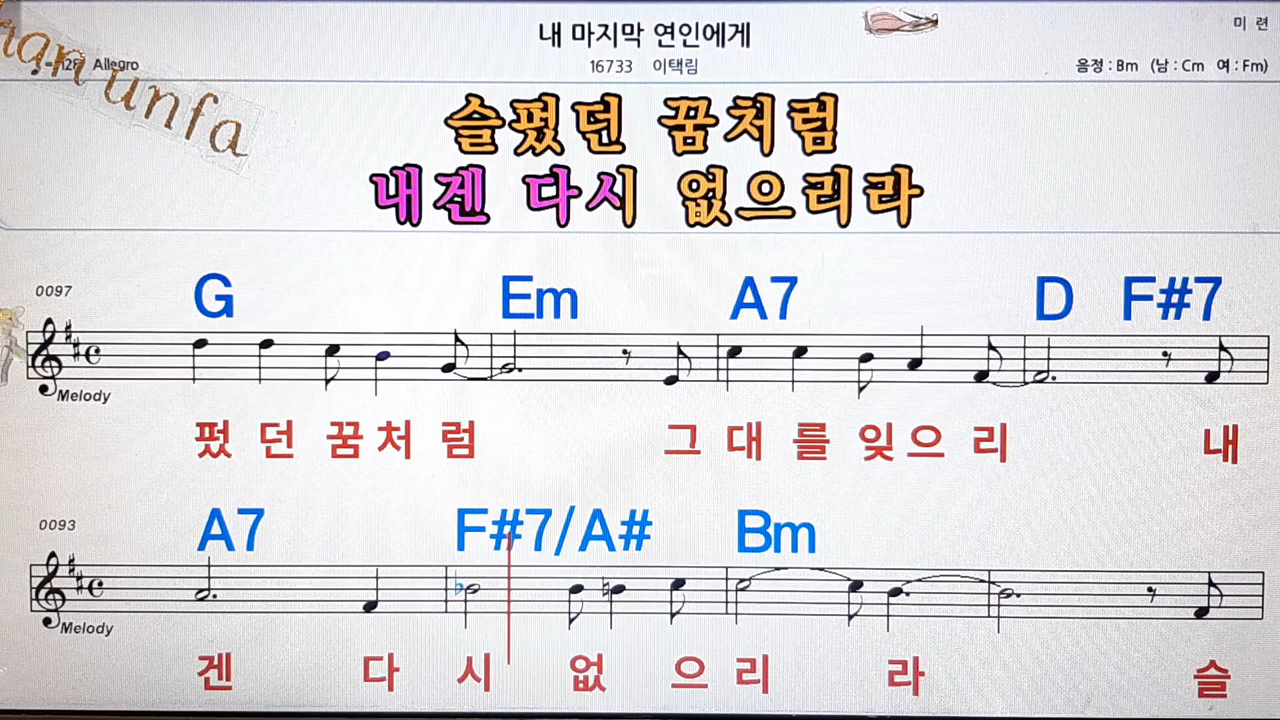 내 마지막 연인에게
미 련
♩=128 Allegro
16733 이택림
음정 : Bm (남 : Cm 여 : Fm)
han unfa
슬펐던 꿈처럼
내겐 다시 없으리라
0097
G Em A7 D F#7
Melody
펐 던 꿈 처 럼 그 대 를 잊 으 리 내
0093
A7 F#7/A# Bm
Melody
겐 다 시 없 으 리 라 슬